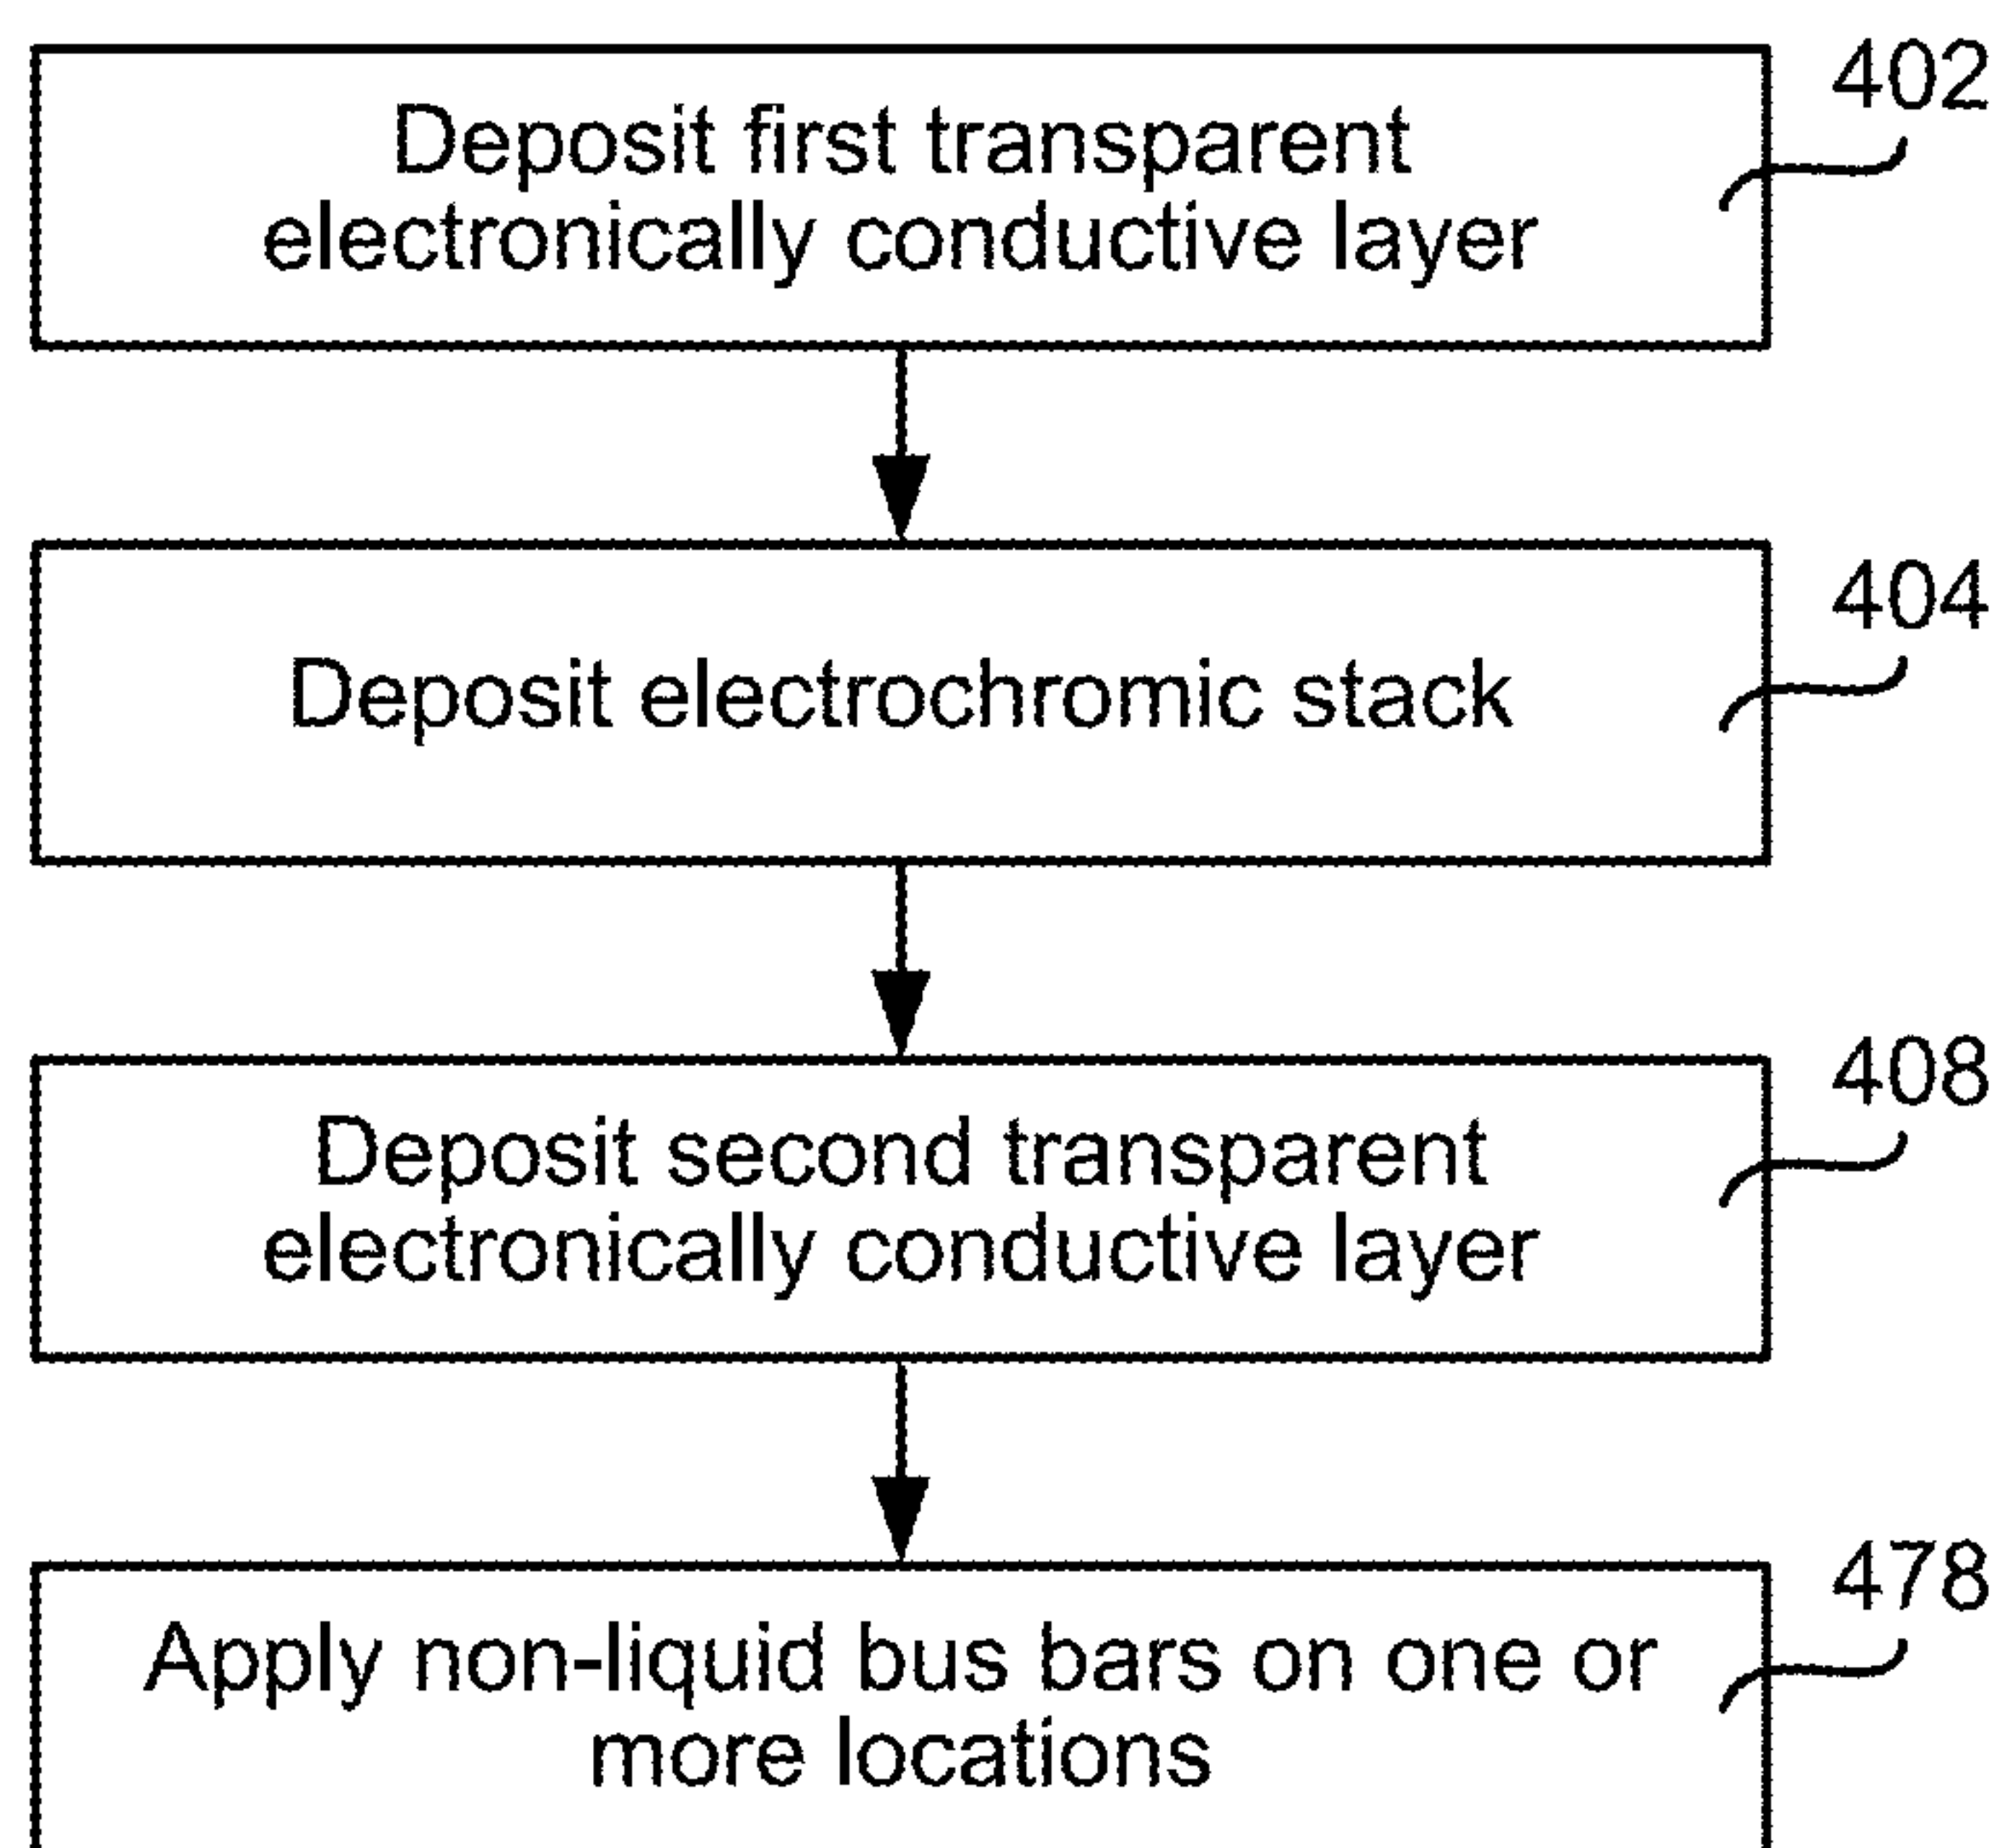 402
Deposit first transparent
electronically conductive layer
404
Deposit electrochromic stack
408
Deposit second transparent
electronically conductive layer
478
Apply non-liquid bus bars on one or
more locations